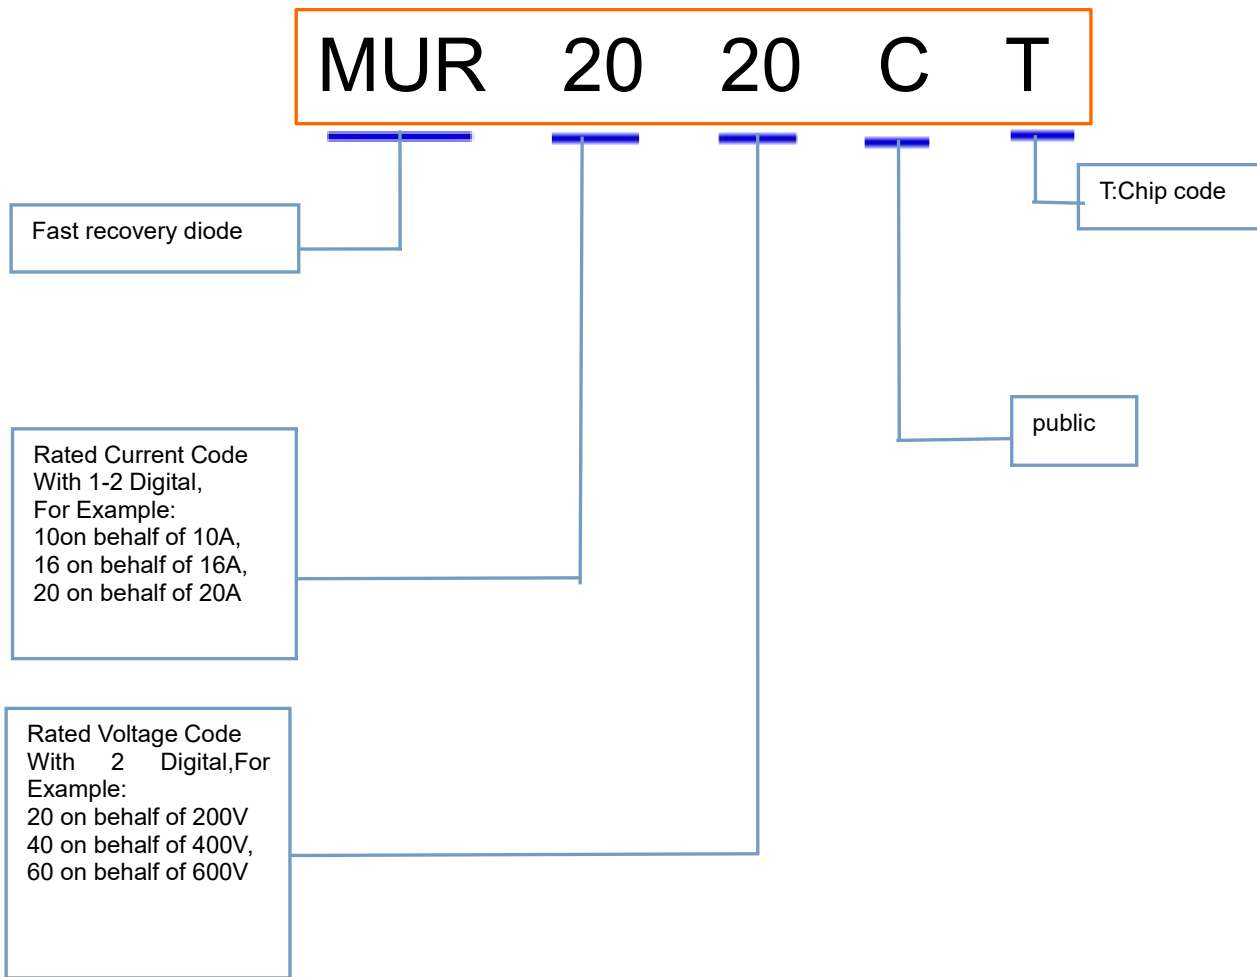 MUR 20 20 C T
T:Chip code
Fast recovery diode
public
Rated Current Code
With 1-2 Digital,
For Example:
10on behalf of 10A,
16 on behalf of 16A,
20 on behalf of 20A
Rated Voltage Code
With 2 Digital,For
Example:
20 on behalf of 200V
40 on behalf of 400V,
60 on behalf of 600V